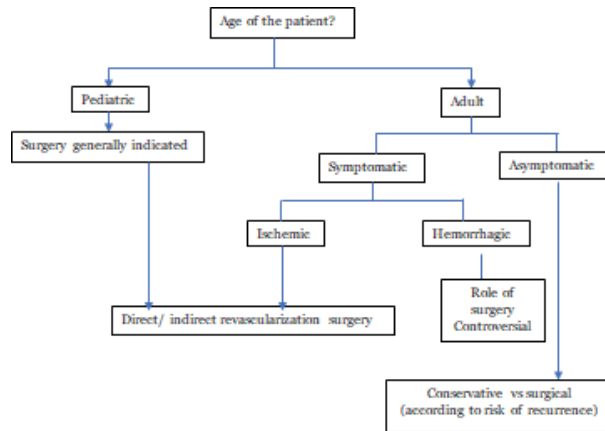 Age of the patient?
Pediatric
Adult
Surgery generally indicated
Symptomatic
Asymptomatic
Ischemic
Hemorrhagic
Role of
surgery
Controversial
Direct/ indirect revascularization surgery
Conservative vs surgical
(according to risk of recurrence)